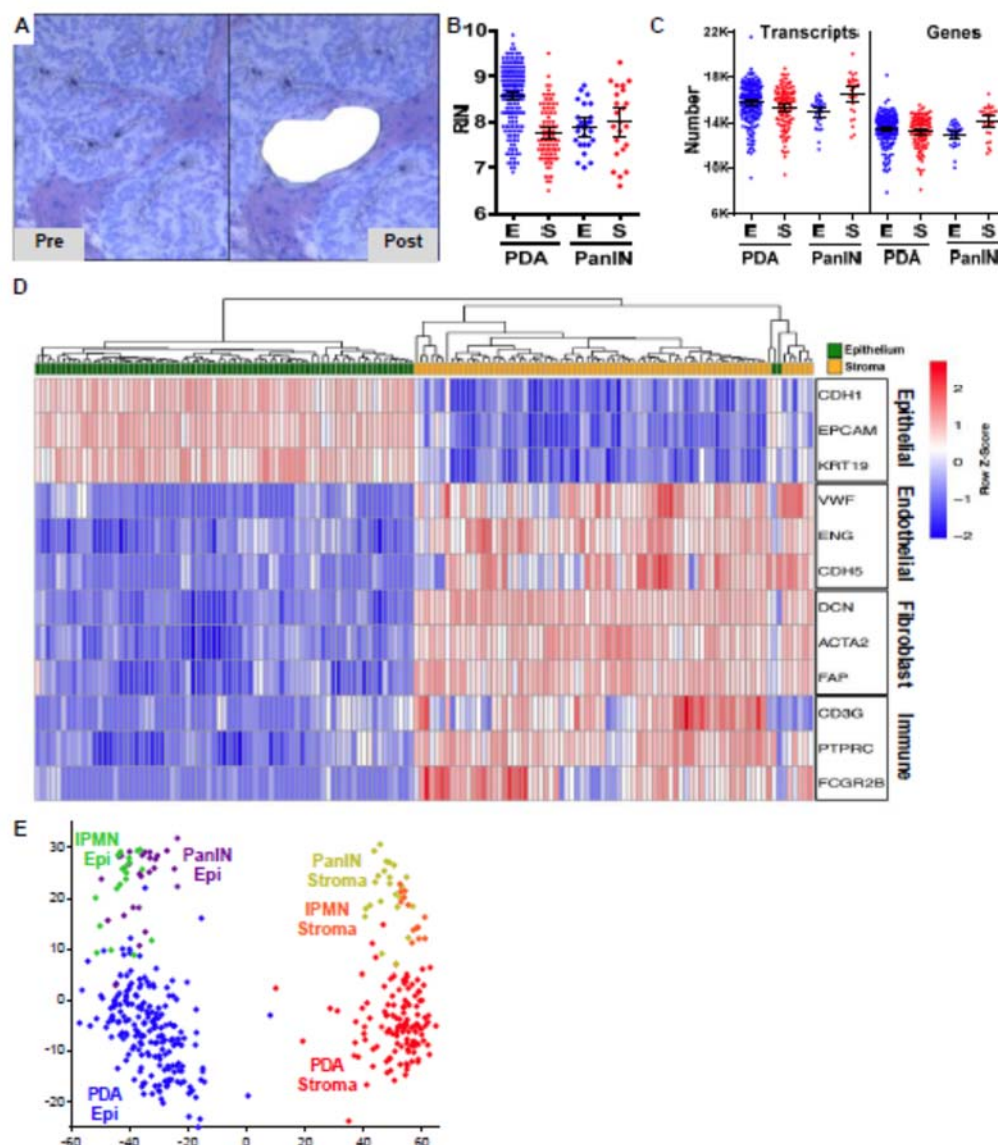 A
Pre
Post
B
RIN
10
9
8
7
6
E S E S
PDA PanIN
C
Transcripts Genes
Number
22K
18K
14K
10K
6K
E S E S E S E S
PDA PanIN PDA PanIN
D
Epithelium
Stroma
CDH1
EPCAM
KRT19
VWF
ENG
CDH5
DCN
ACTA2
FAP
CD3G
PTPRC
FCGR2B
Epithelial
Endothelial
Fibroblast
Immune
2
1
0
−1
−2
Row Z-Score
E
30
20
10
0
-10
-20
-60 -40 -20 0 20 40 60
IPMN
Epi
PanIN
Epi
PanIN
Stroma
IPMN
Stroma
PDA
Epi
PDA
Stroma